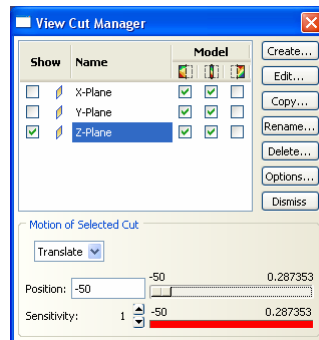 View Cut Manager
Show Name Model
X-Plane
Y-Plane
Z-Plane
Create...
Edit...
Copy...
Rename...
Delete...
Options...
Dismiss
Motion of Selected Cut
Translate
Position: -50 -50 0.287353
Sensitivity: 1 -50 0.287353